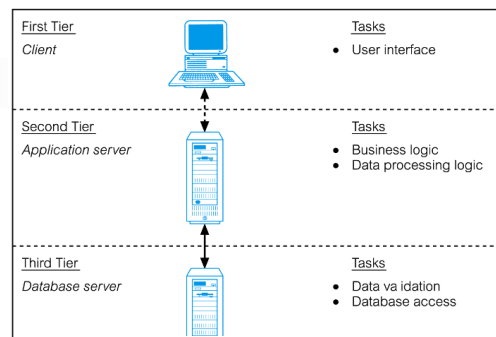 First Tier
Client
Tasks
● User interface
Second Tier
Application server
Tasks
● Business logic
● Data processing logic
Third Tier
Database server
Tasks
● Data va idation
● Database access